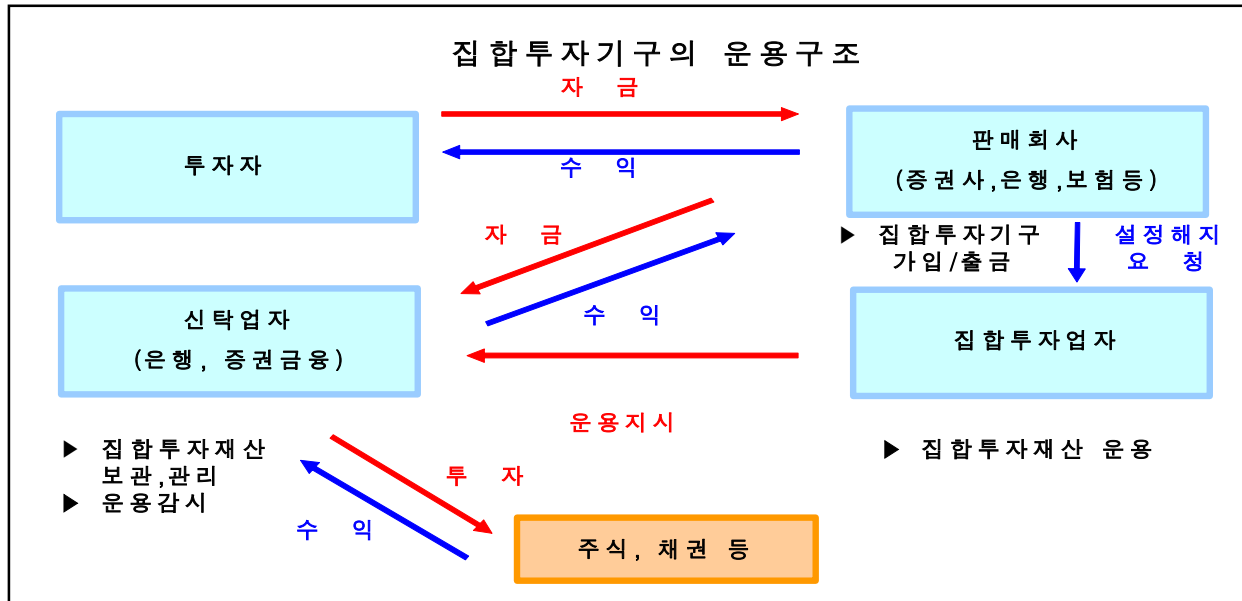 집합투자기구의 운용구조
자 금
투자자
수 익
판매회사
(증권사,은행,보험등)
▶ 집합투자기구
가입/출금
설정해지
요 청
자 금
수 익
신탁업자
(은행, 증권금융)
집합투자업자
운용지시
▶ 집합투자재산
보관,관리
▶ 운용감시
▶ 집합투자재산 운용
투 자
수 익
주식, 채권 등